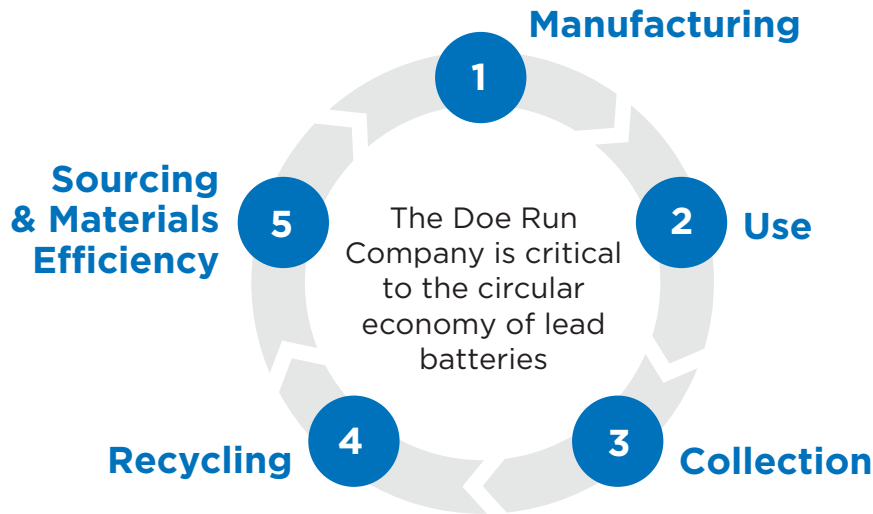 1
Manufacturing
2
Use
3
Collection
4
Recycling
5
Sourcing
& Materials
Efficiency
The Doe Run
Company is critical
to the circular
economy of lead
batteries